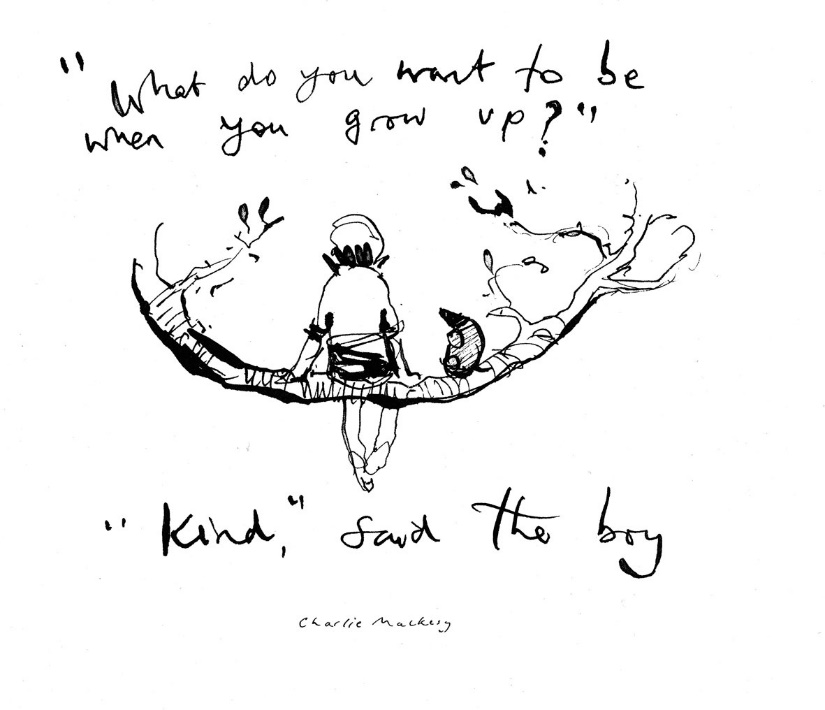 "What do you want to be
when you grow up?"
"Kind," said the boy
Charlie Mackesy